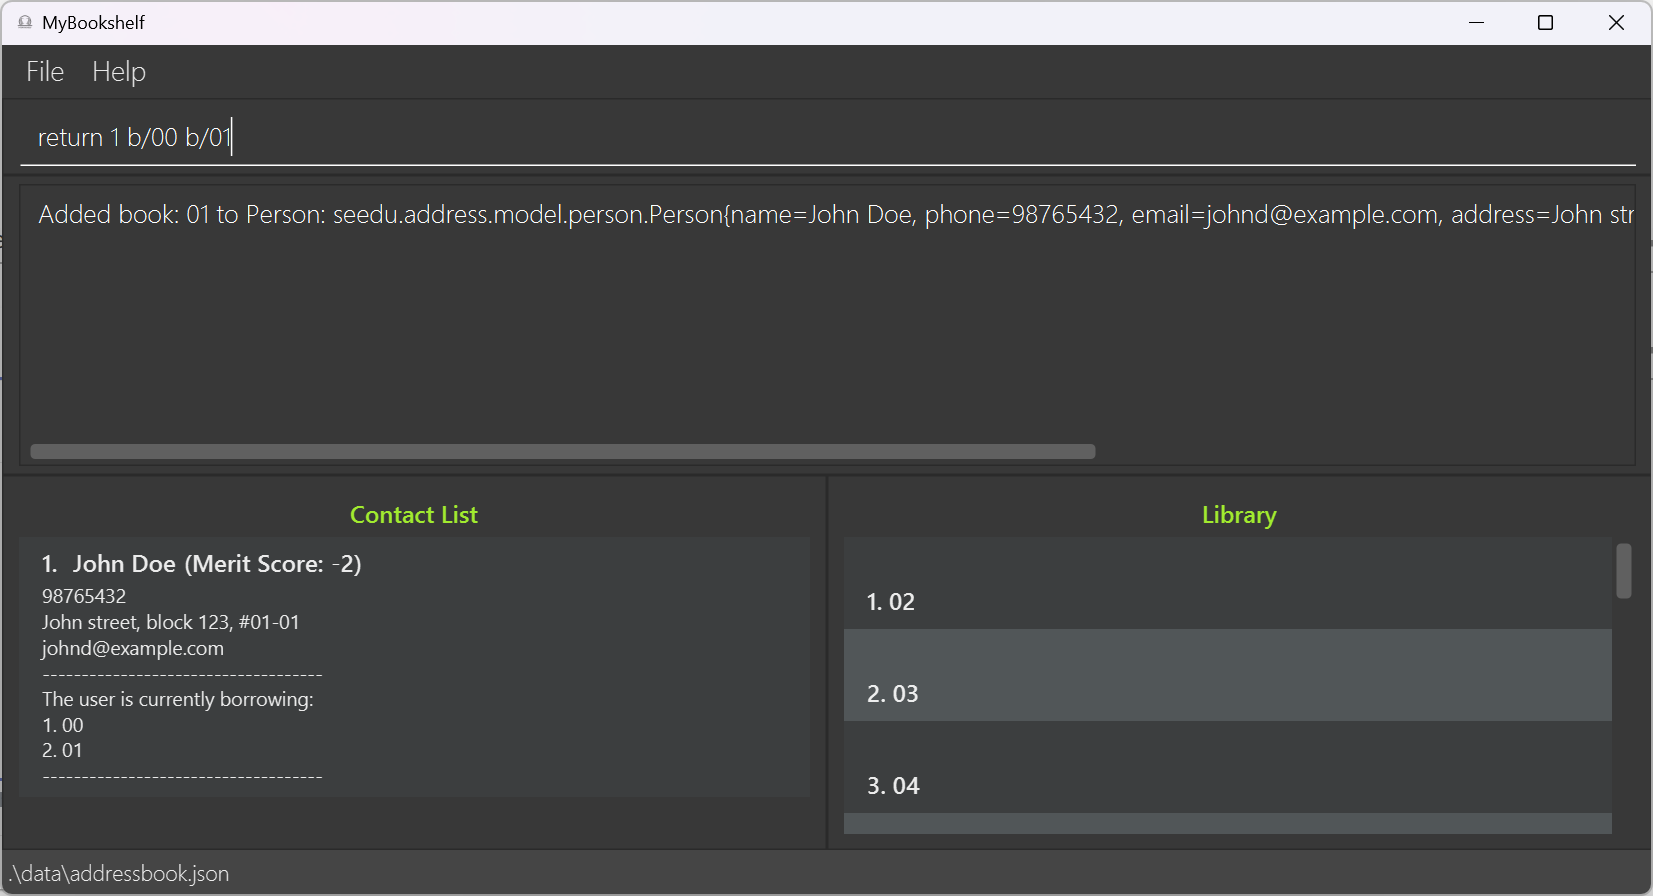 MyBookshelf
File Help
return 1 b/00 b/01
Added book: 01 to Person: seedu.address.model.person.Person{name=John Doe, phone=98765432, email=johnd@example.com, address=John str
Contact List
1. John Doe (Merit Score: -2)
98765432
John street, block 123, #01-01
johnd@example.com
------------------------------------
The user is currently borrowing:
1. 00
2. 01
------------------------------------
Library
1. 02
2. 03
3. 04
.\data\addressbook.json